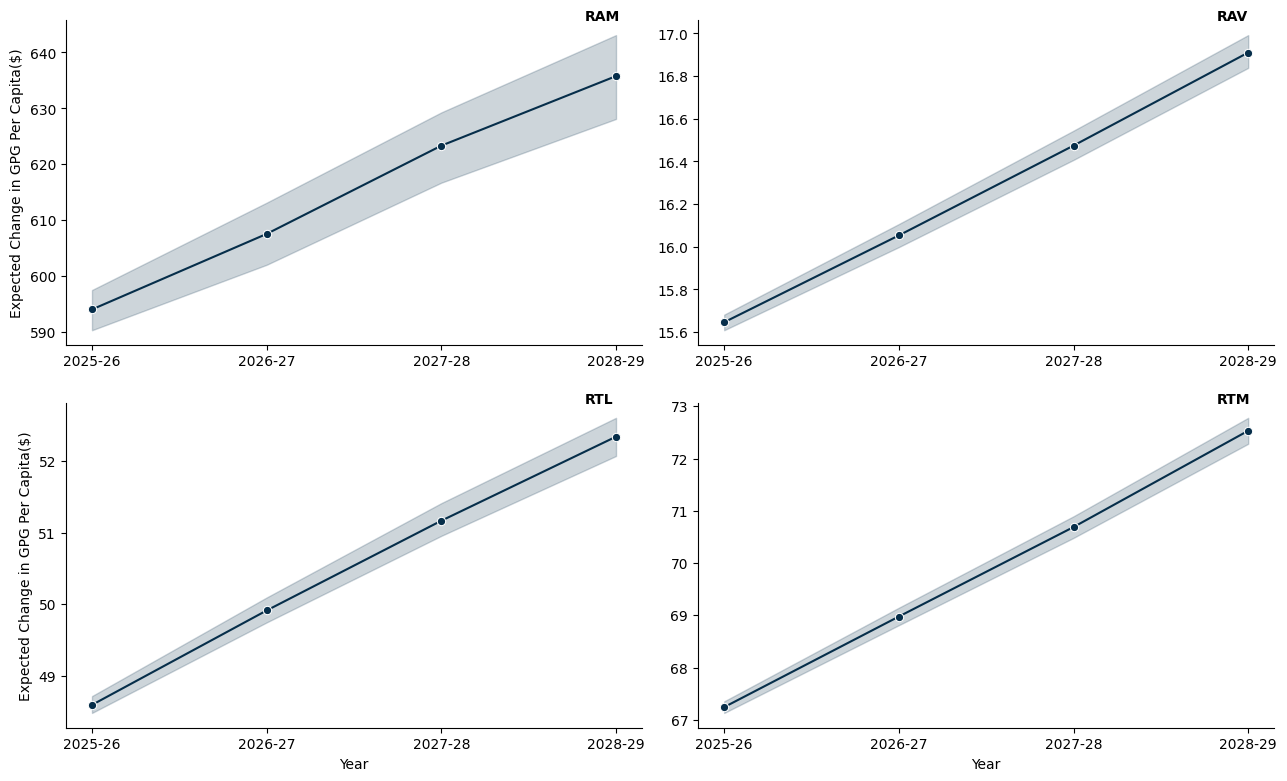 RAM
Expected Change in GPG Per Capita($)
640
630
620
610
600
590
2025-26 2026-27 2027-28 2028-29
RAV
17.0
16.8
16.6
16.4
16.2
16.0
15.8
15.6
2025-26 2026-27 2027-28 2028-29
RTL
Expected Change in GPG Per Capita($)
52
51
50
49
2025-26 2026-27 2027-28 2028-29
Year
RTM
73
72
71
70
69
68
67
2025-26 2026-27 2027-28 2028-29
Year